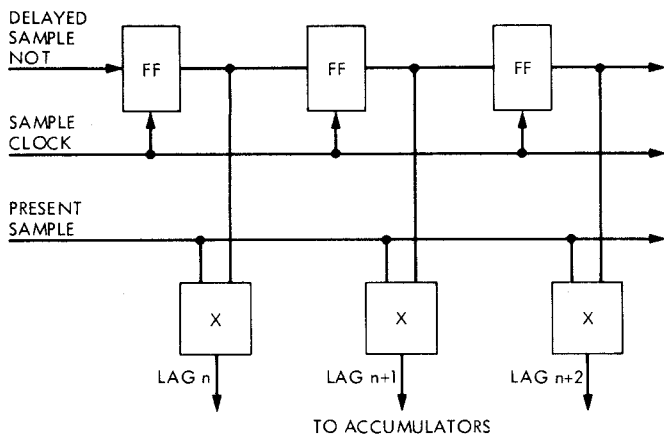 DELAYED
SAMPLE
NOT
FF
FF
FF
SAMPLE
CLOCK
PRESENT
SAMPLE
X
X
X
LAG n
LAG n+1
LAG n+2
TO ACCUMULATORS